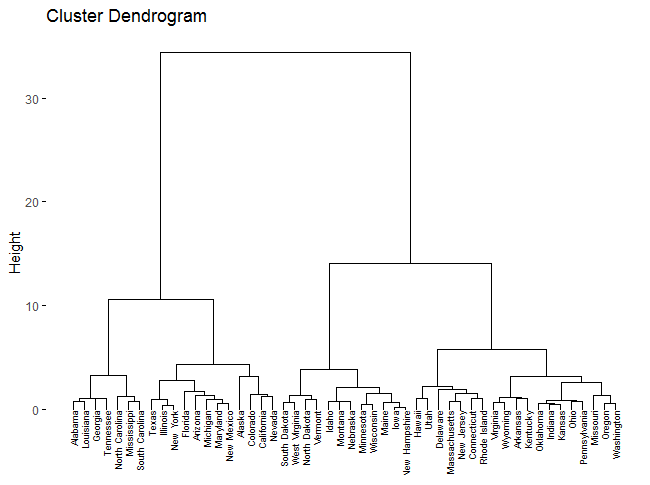 Cluster Dendrogram
Height
30
20
10
0
Alabama
Louisiana
Georgia
Tennessee
North Carolina
Mississippi
South Carolina
Texas
Illinois
New York
Florida
Arizona
Michigan
Maryland
New Mexico
Alaska
Colorado
California
Nevada
South Dakota
West Virginia
North Dakota
Vermont
Idaho
Montana
Nebraska
Minnesota
Wisconsin
Maine
Iowa
New Hampshire
Hawaii
Utah
Delaware
Massachusetts
New Jersey
Connecticut
Rhode Island
Virginia
Wyoming
Arkansas
Kentucky
Oklahoma
Indiana
Kansas
Ohio
Pennsylvania
Missouri
Oregon
Washington